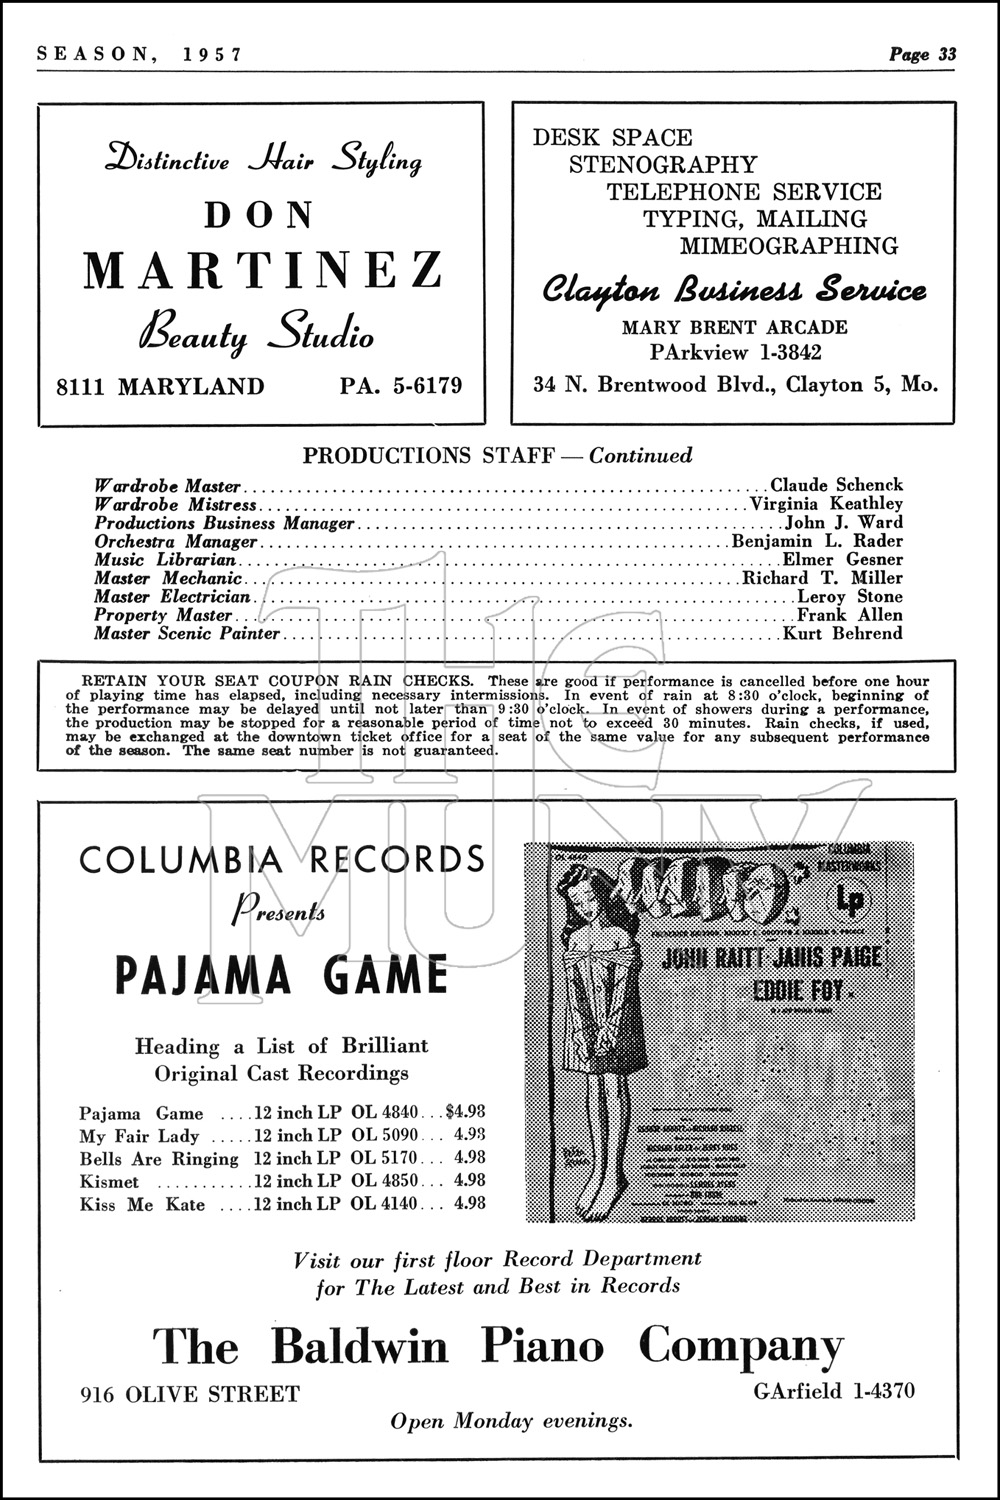 SEASON, 1957
Page 33
Distinctive Hair Styling
DON
MARTINEZ
Beauty Studio
8111 MARYLAND PA. 5-6179
DESK SPACE
STENOGRAPHY
TELEPHONE SERVICE
TYPING, MAILING
MIMEOGRAPHING
Clayton Business Service
MARY BRENT ARCADE
PArkview 1-3842
34 N. Brentwood Blvd., Clayton 5, Mo.
PRODUCTIONS STAFF — Continued
Wardrobe Master Claude Schenck
Wardrobe Mistress Virginia Keathley
Productions Business Manager John J. Ward
Orchestra Manager Benjamin L. Rader
Music Librarian Elmer Gesner
Master Mechanic Richard T. Miller
Master Electrician Leroy Stone
Property Master Frank Allen
Master Scenic Painter Kurt Behrend
RETAIN YOUR SEAT COUPON RAIN CHECKS. These are good if performance is cancelled before one hour
of playing time has elapsed, including necessary intermissions. In event of rain at 8:30 o'clock, beginning of
the performance may be delayed until not later than 9:30 o'clock. In event of showers during a performance,
the production may be stopped for a reasonable period of time not to exceed 30 minutes. Rain checks, if used,
may be exchanged at the downtown ticket office for a seat of the same value for any subsequent performance
of the season. The same seat number is not guaranteed.
THE
MUNY
COLUMBIA RECORDS
Presents
PAJAMA GAME
Heading a List of Brilliant
Original Cast Recordings
Pajama Game .... 12 inch LP OL 4840... $4.98
My Fair Lady ..... 12 inch LP OL 5090... 4.98
Bells Are Ringing 12 inch LP OL 5170... 4.98
Kismet ........... 12 inch LP OL 4850... 4.98
Kiss Me Kate .... 12 inch LP OL 4140... 4.98
OL 4840
COLUMBIA
MASTERWORKS
Lp
JOHN RAITT JANIS PAIGE
EDDIE FOY
Visit our first floor Record Department
for The Latest and Best in Records
The Baldwin Piano Company
916 OLIVE STREET GArfield 1-4370
Open Monday evenings.